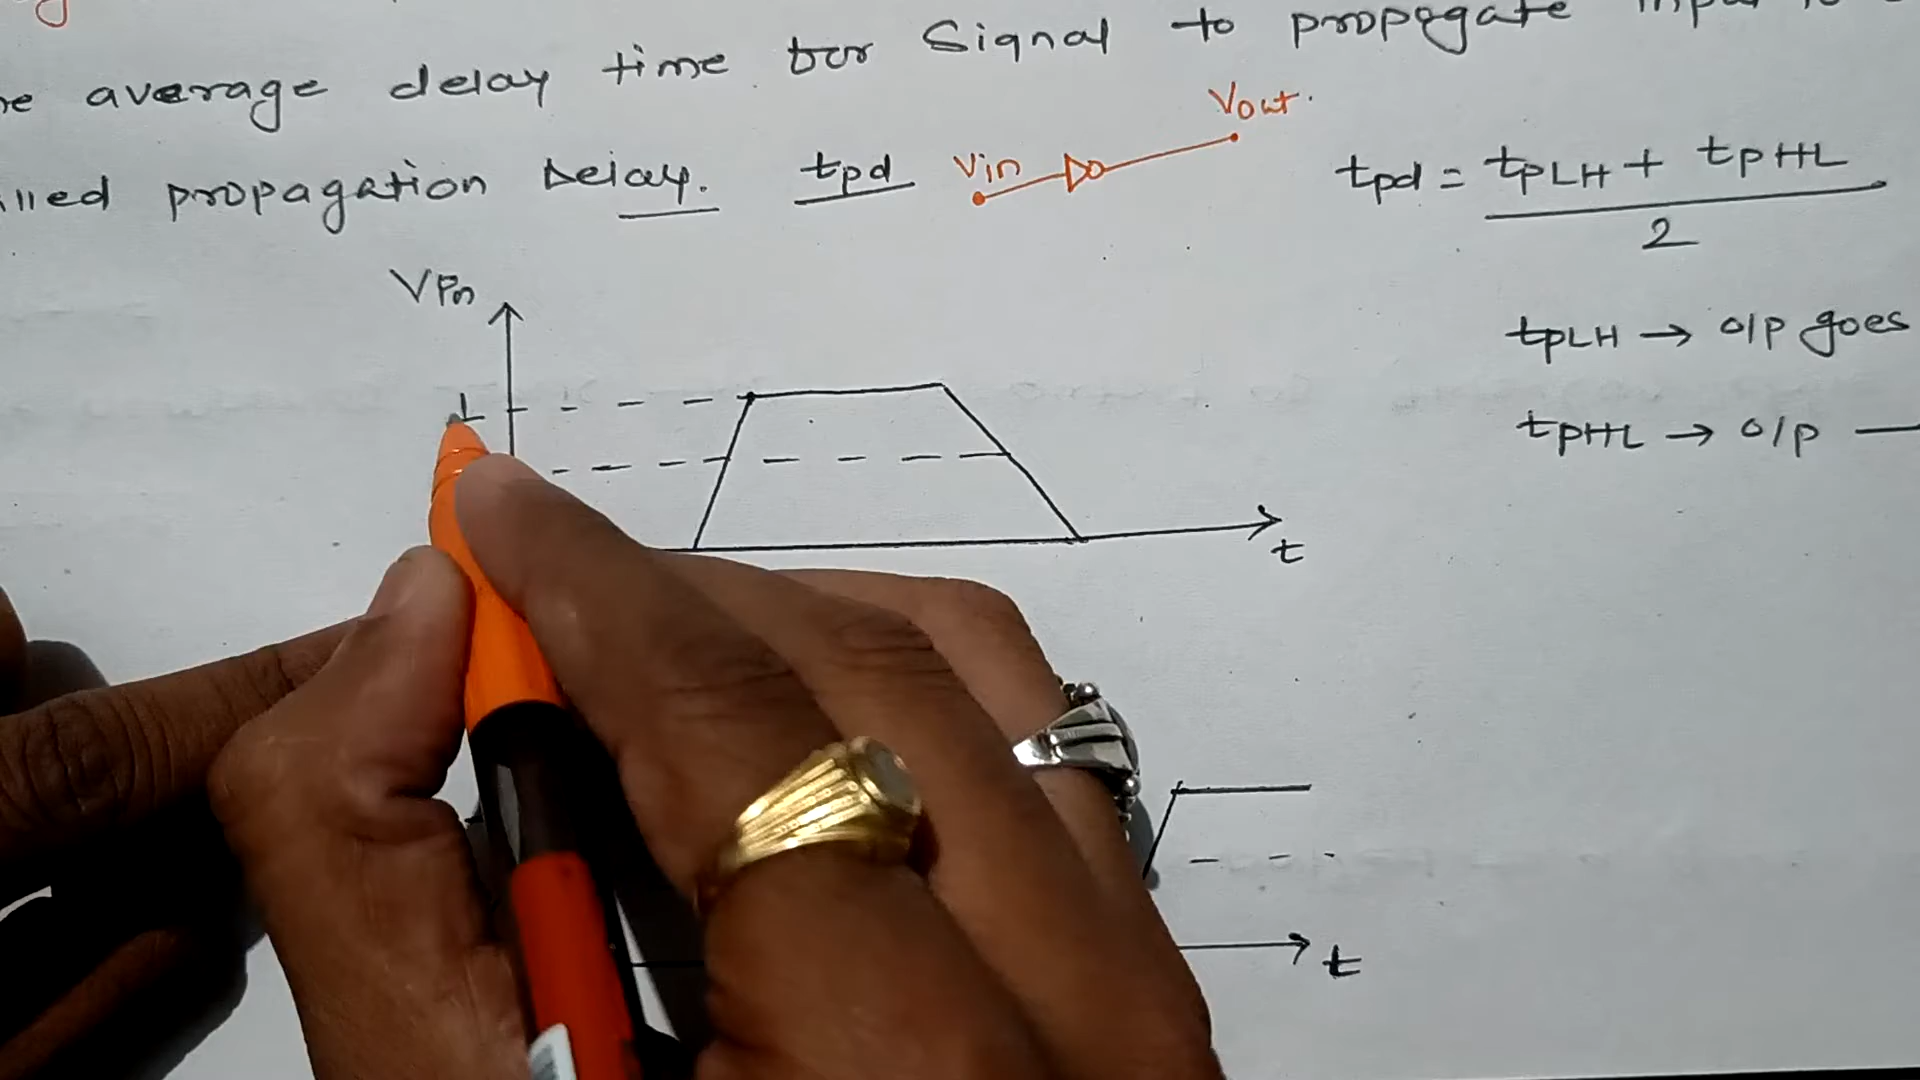 average delay time for Signal to propagate
Vout.
propagation Delay. tpd Vin
tpd = tpLH + tpHL
2
Vin
tpLH → o/p goes
1
tpHL → o/p —
t
t